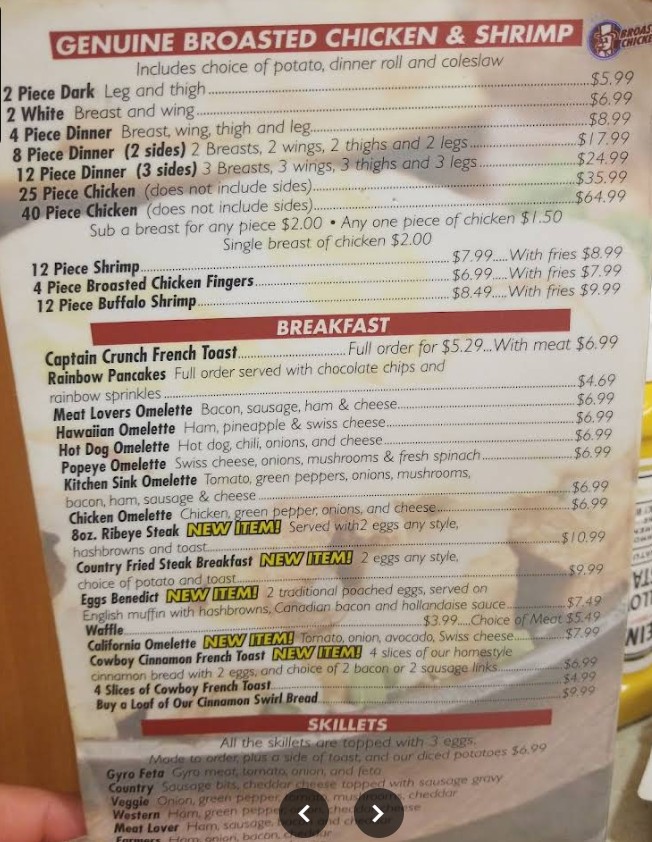 GENUINE BROASTED CHICKEN & SHRIMP
BROAS
CHICKE
Includes choice of potato, dinner roll and coleslaw
2 Piece Dark Leg and thigh $5.99
2 White Breast and wing $6.99
4 Piece Dinner Breast, wing, thigh and leg $8.99
8 Piece Dinner (2 sides) 2 Breasts, 2 wings, 2 thighs and 2 legs $17.99
12 Piece Dinner (3 sides) 3 Breasts, 3 wings, 3 thighs and 3 legs $24.99
25 Piece Chicken (does not include sides) $35.99
40 Piece Chicken (does not include sides) $64.99
Sub a breast for any piece $2.00 • Any one piece of chicken $1.50
Single breast of chicken $2.00
12 Piece Shrimp $7.99....With fries $8.99
4 Piece Broasted Chicken Fingers $6.99....With fries $7.99
12 Piece Buffalo Shrimp $8.49....With fries $9.99
BREAKFAST
Captain Crunch French Toast Full order for $5.29...With meat $6.99
Rainbow Pancakes Full order served with chocolate chips and
rainbow sprinkles $4.69
Meat Lovers Omelette Bacon, sausage, ham & cheese $6.99
Hawaiian Omelette Ham, pineapple & swiss cheese $6.99
Hot Dog Omelette Hot dog, chili, onions, and cheese $6.99
Popeye Omelette Swiss cheese, onions, mushrooms & fresh spinach $6.99
Kitchen Sink Omelette Tomato, green peppers, onions, mushrooms,
bacon, ham, sausage & cheese $6.99
Chicken Omelette Chicken, green pepper, onions, and cheese $6.99
8oz. Ribeye Steak NEW ITEM! Served with2 eggs any style,
hashbrowns and toast $10.99
Country Fried Steak Breakfast NEW ITEM! 2 eggs any style,
choice of potato and toast $9.99
Eggs Benedict NEW ITEM! 2 traditional poached eggs, served on
English muffin with hashbrowns, Canadian bacon and hollandaise sauce $7.49
Waffle $3.99....Choice of Meat $5.49
California Omelette NEW ITEM! Tomato, onion, avocado, Swiss cheese $7.99
Cowboy Cinnamon French Toast NEW ITEM! 4 slices of our homestyle
cinnamon bread with 2 eggs, and choice of 2 bacon or 2 sausage links $6.99
4 Slices of Cowboy French Toast $4.99
Buy a Loaf of Our Cinnamon Swirl Bread $9.99
SKILLETS
All the skillets are topped with 3 eggs.
Made to order, plus a side of toast, and our diced potatoes $6.99
Gyro Feta Gyro meat, tomato, onion, and feta
Country Sausage bits, cheddar cheese topped with sausage gravy
Veggie Onion, green pepper, tomato, mushrooms, cheddar
Western Ham, green pepper cheddar cheese
Meat Lover Ham, sausage, and
Farmers Ham, onion, bacon, cheddar